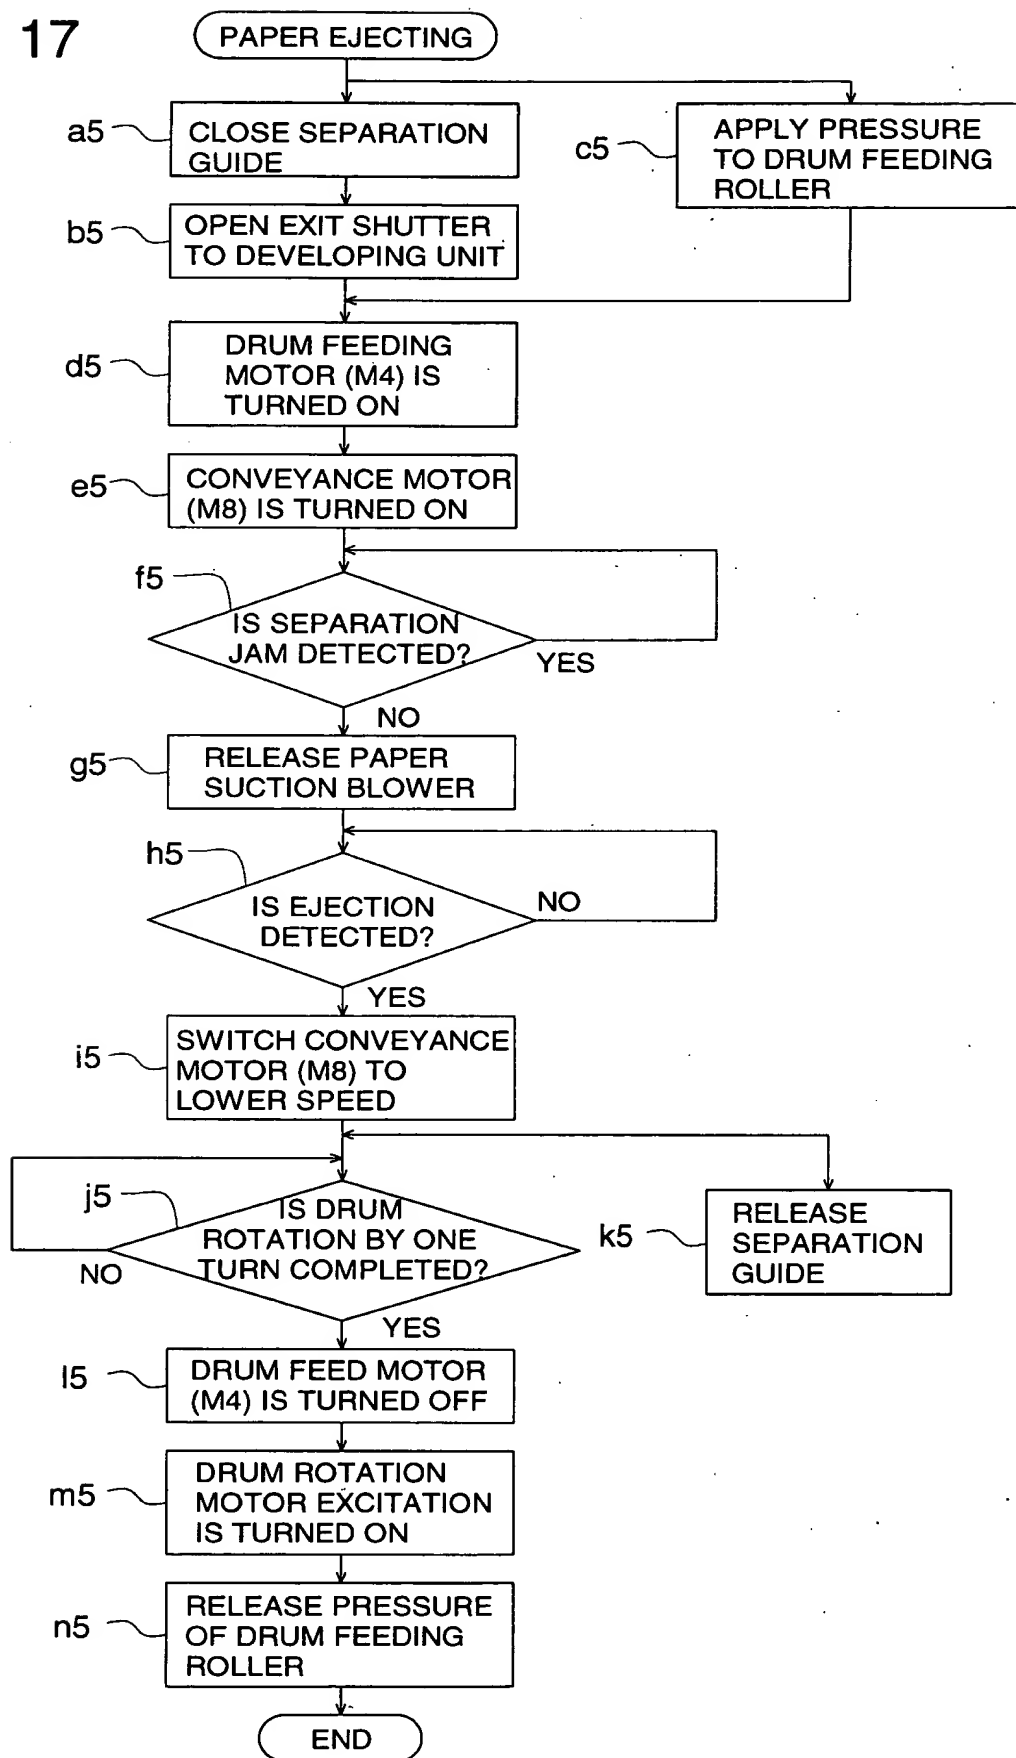 17
PAPER EJECTING
a5
CLOSE SEPARATION
GUIDE
c5
APPLY PRESSURE
TO DRUM FEEDING
ROLLER
b5
OPEN EXIT SHUTTER
TO DEVELOPING UNIT
d5
DRUM FEEDING
MOTOR (M4) IS
TURNED ON
e5
CONVEYANCE MOTOR
(M8) IS TURNED ON
f5
IS SEPARATION
JAM DETECTED?
YES
NO
g5
RELEASE PAPER
SUCTION BLOWER
h5
IS EJECTION
DETECTED?
NO
YES
i5
SWITCH CONVEYANCE
MOTOR (M8) TO
LOWER SPEED
j5
IS DRUM
ROTATION BY ONE
TURN COMPLETED?
NO
YES
k5
RELEASE
SEPARATION
GUIDE
l5
DRUM FEED MOTOR
(M4) IS TURNED OFF
m5
DRUM ROTATION
MOTOR EXCITATION
IS TURNED ON
n5
RELEASE PRESSURE
OF DRUM FEEDING
ROLLER
END